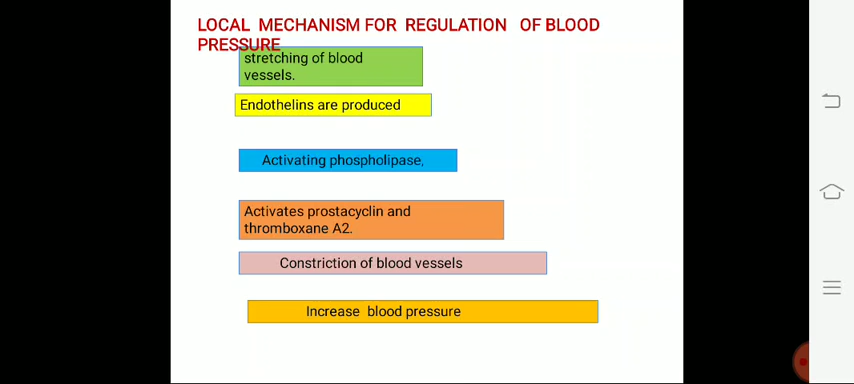 LOCAL MECHANISM FOR REGULATION OF BLOOD
PRESSURE
stretching of blood
vessels.
Endothelins are produced
Activating phospholipase,
Activates prostacyclin and
thromboxane A2.
Constriction of blood vessels
Increase blood pressure